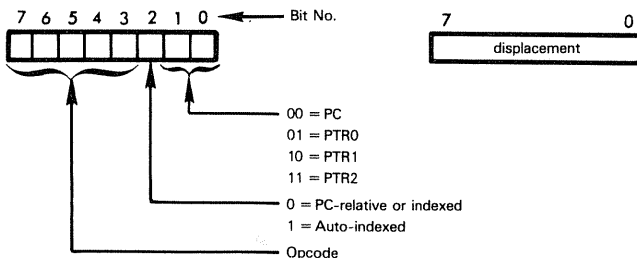 7 6 5 4 3 2 1 0 Bit No.
7 0
displacement
00 = PC
01 = PTR0
10 = PTR1
11 = PTR2
0 = PC-relative or indexed
1 = Auto-indexed
Opcode